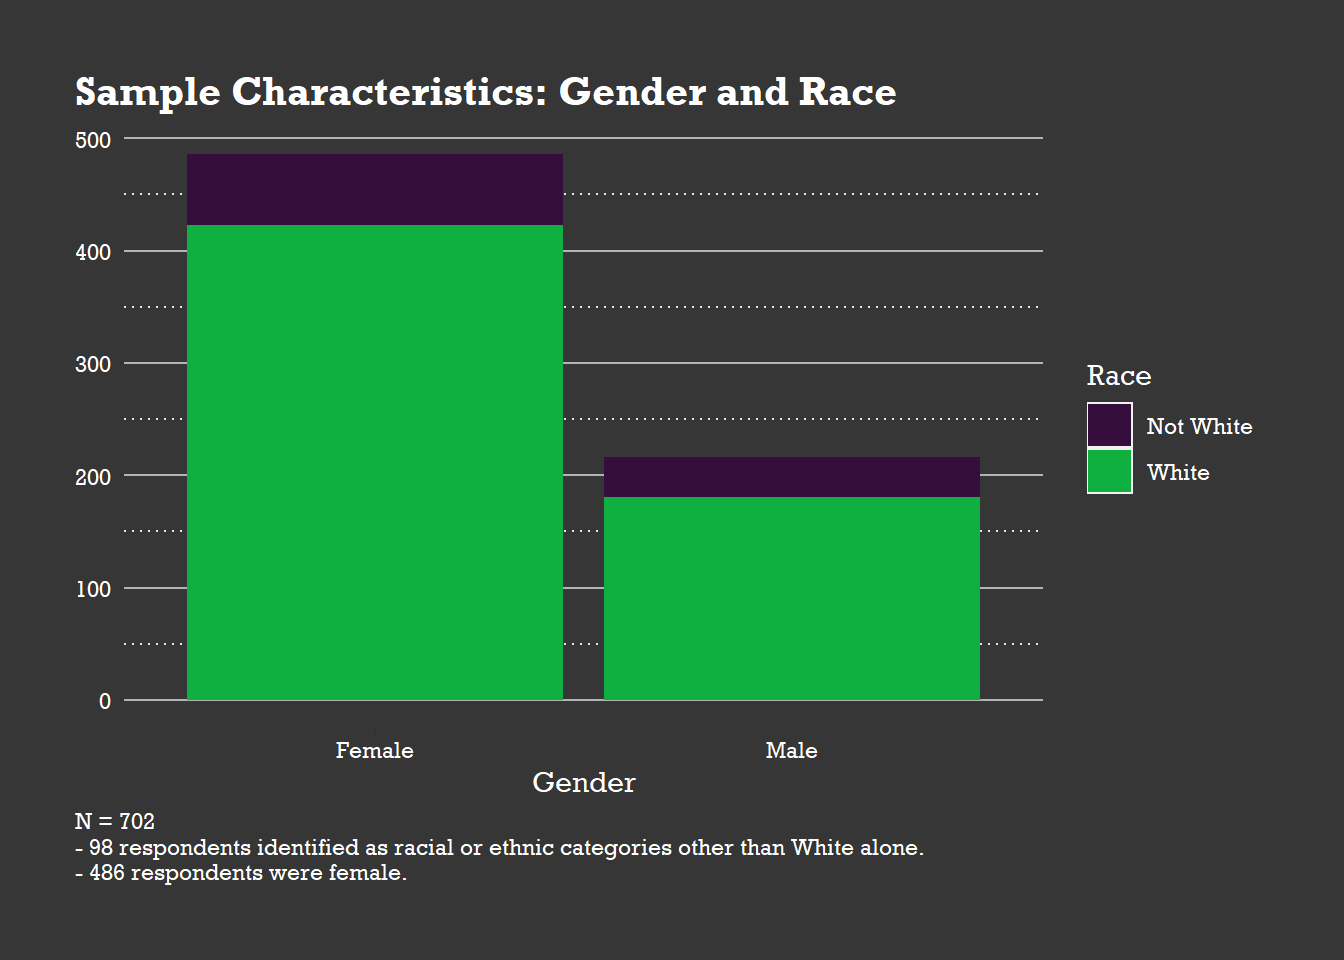 Sample Characteristics: Gender and Race
500
400
300
200
100
0
Female
Male
Gender
Race
Not White
White
N = 702
- 98 respondents identified as racial or ethnic categories other than White alone.
- 486 respondents were female.